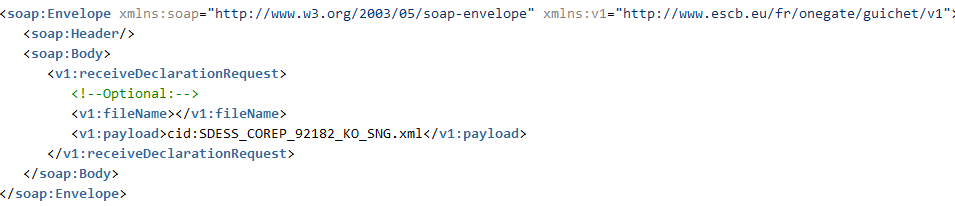 <soap:Envelope xmlns:soap="http://www.w3.org/2003/05/soap-envelope" xmlns:v1="http://www.escb.eu/fr/onegate/guichet/v1">
<soap:Header/>
<soap:Body>
<v1:receiveDeclarationRequest>
<!--Optional:-->
<v1:fileName></v1:fileName>
<v1:payload>cid:SDESS_COREP_92182_KO_SNG.xml</v1:payload>
</v1:receiveDeclarationRequest>
</soap:Body>
</soap:Envelope>